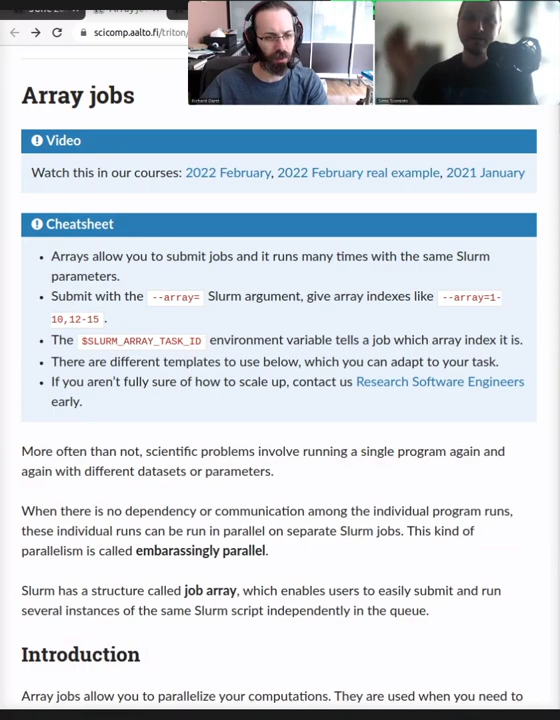 scicomp.aalto.fi/triton/
Array jobs
Video
Watch this in our courses: 2022 February, 2022 February real example, 2021 January
Cheatsheet
• Arrays allow you to submit jobs and it runs many times with the same Slurm
parameters.
• Submit with the --array= Slurm argument, give array indexes like --array=1-
10,12-15 .
• The $SLURM_ARRAY_TASK_ID environment variable tells a job which array index it is.
• There are different templates to use below, which you can adapt to your task.
• If you aren't fully sure of how to scale up, contact us Research Software Engineers
early.
More often than not, scientific problems involve running a single program again and
again with different datasets or parameters.
When there is no dependency or communication among the individual program runs,
these individual runs can be run in parallel on separate Slurm jobs. This kind of
parallelism is called embarassingly parallel.
Slurm has a structure called job array, which enables users to easily submit and run
several instances of the same Slurm script independently in the queue.
Introduction
Array jobs allow you to parallelize your computations. They are used when you need to